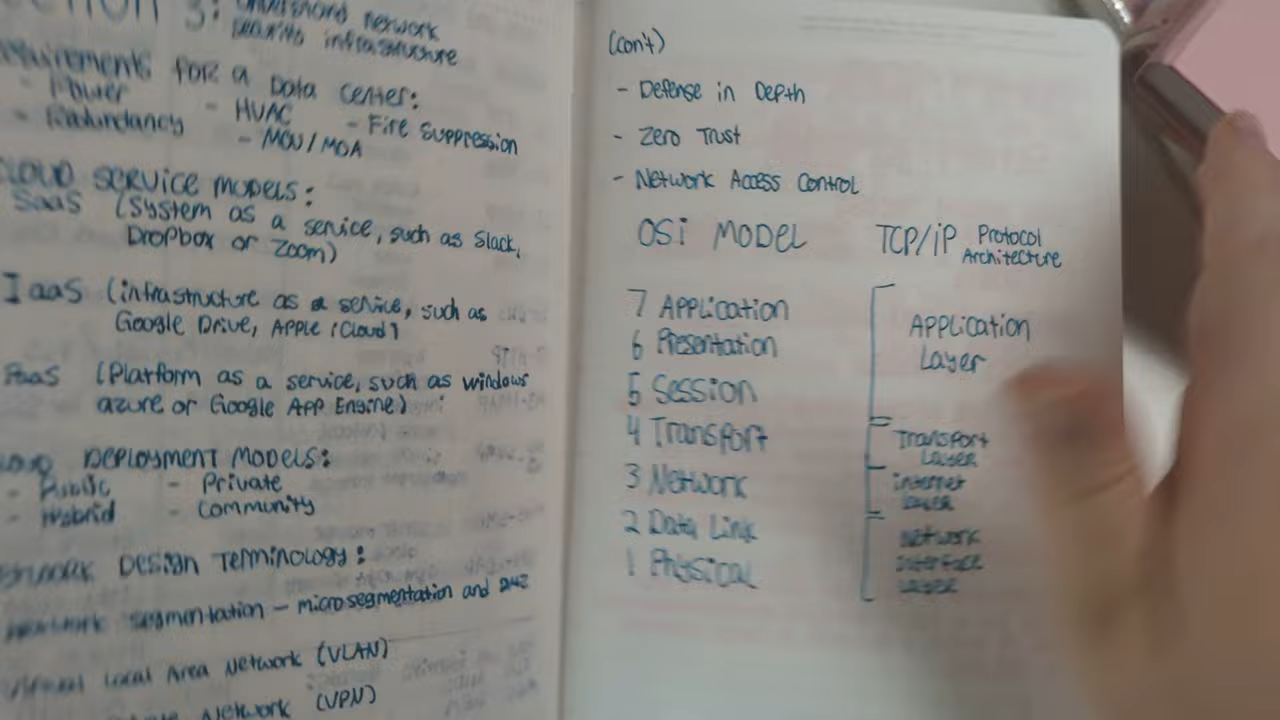 3: understand network
security infrastructure
requirements for a Data center:
- Power
- HVAC
- Fire Suppression
- Redundancy
- MOU/MOA
Cloud service models:
SaaS (System as a service, such as Slack,
Dropbox or Zoom)
IaaS (infrastructure as a service, such as
Google Drive, Apple iCloud)
PaaS (Platform as a service, such as windows
azure or Google App Engine)
Deployment Models:
- Public - Private
- Hybrid - Community
Network Design Terminology:
Network segmentation - microsegmentation and DMZ
Virtual Local Area Network (VLAN)
Network (VPN)
(con't)
- Defense in Depth
- Zero Trust
- Network Access Control
OSi MODEL
7 Application
6 Presentation
5 Session
4 Transport
3 Network
2 Data Link
1 Physical
TCP/iP Protocol
Architecture
Application
Layer
Transport
Layer
internet
Layer
Network
interface
Layer